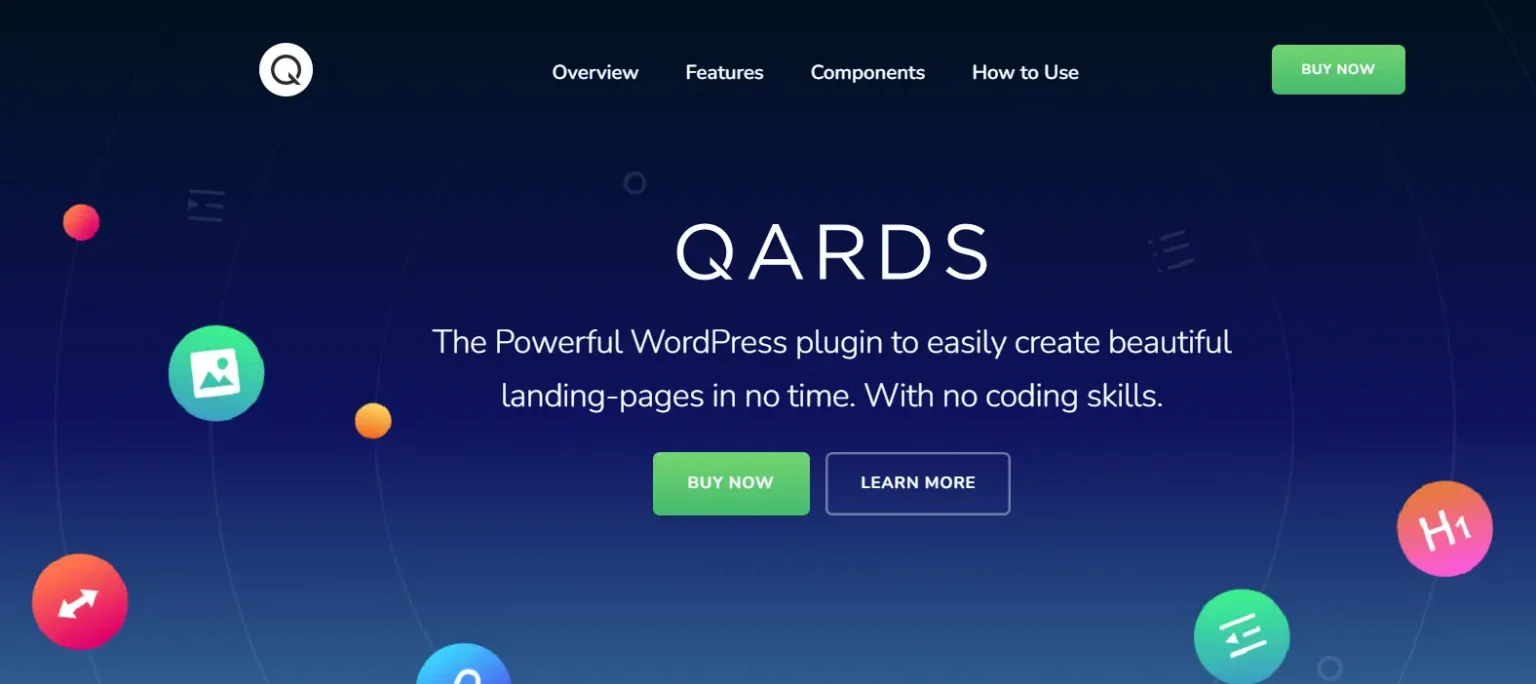 Q
Overview Features Components How to Use
BUY NOW
QARDS
The Powerful WordPress plugin to easily create beautiful
landing-pages in no time. With no coding skills.
BUY NOW LEARN MORE
H1